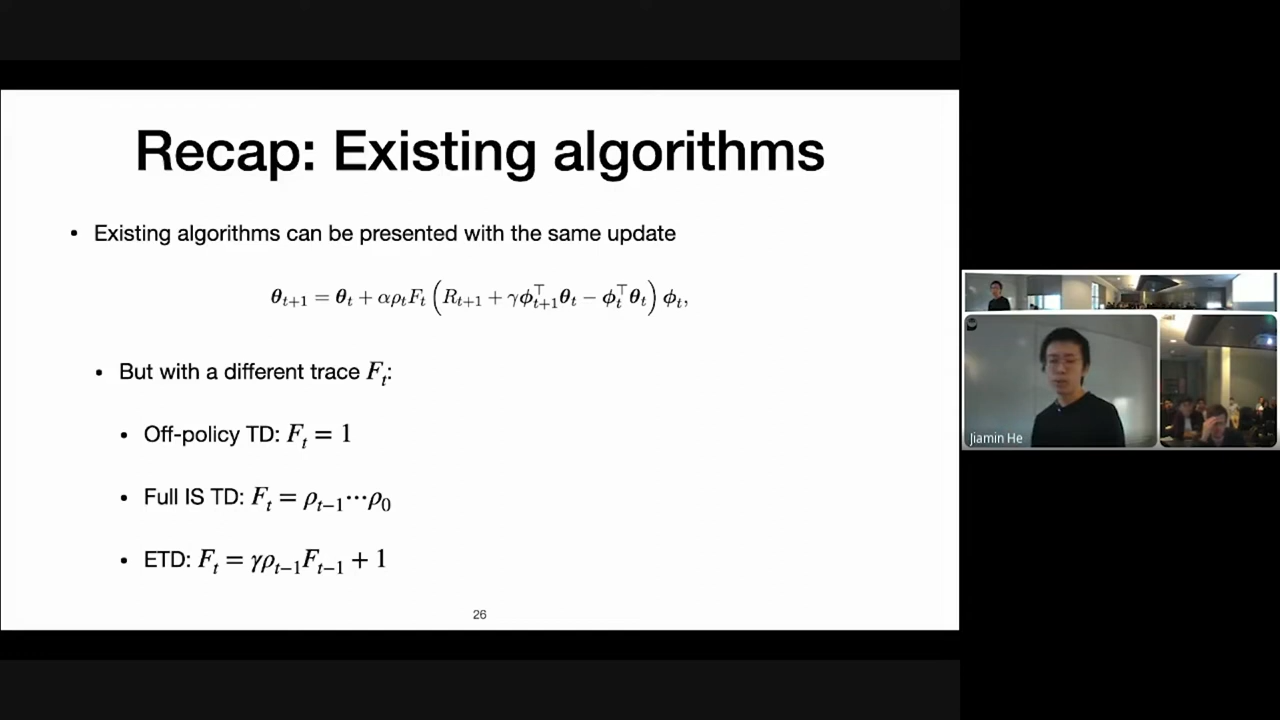 Recap: Existing algorithms
• Existing algorithms can be presented with the same update
θ_{t+1} = θ_t + αρ_tF_t (R_{t+1} + γϕ_{t+1}^⊤θ_t − ϕ_t^⊤θ_t) ϕ_t,
• But with a different trace F_t:
• Off-policy TD: F_t = 1
• Full IS TD: F_t = ρ_{t−1}⋯ρ_0
• ETD: F_t = γρ_{t−1}F_{t−1} + 1
26
Jiamin He